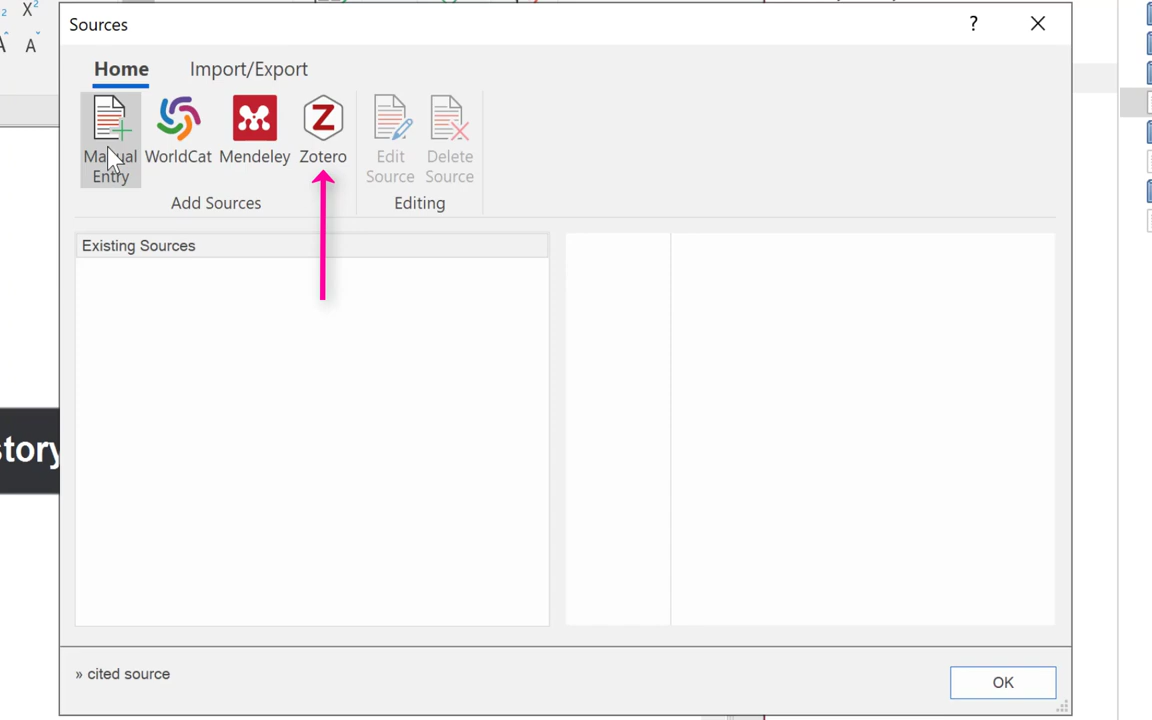 Sources
?
Home Import/Export
Manual Entry
WorldCat
Mendeley
Zotero
Edit Source
Delete Source
Add Sources
Editing
Existing Sources
story
» cited source
OK